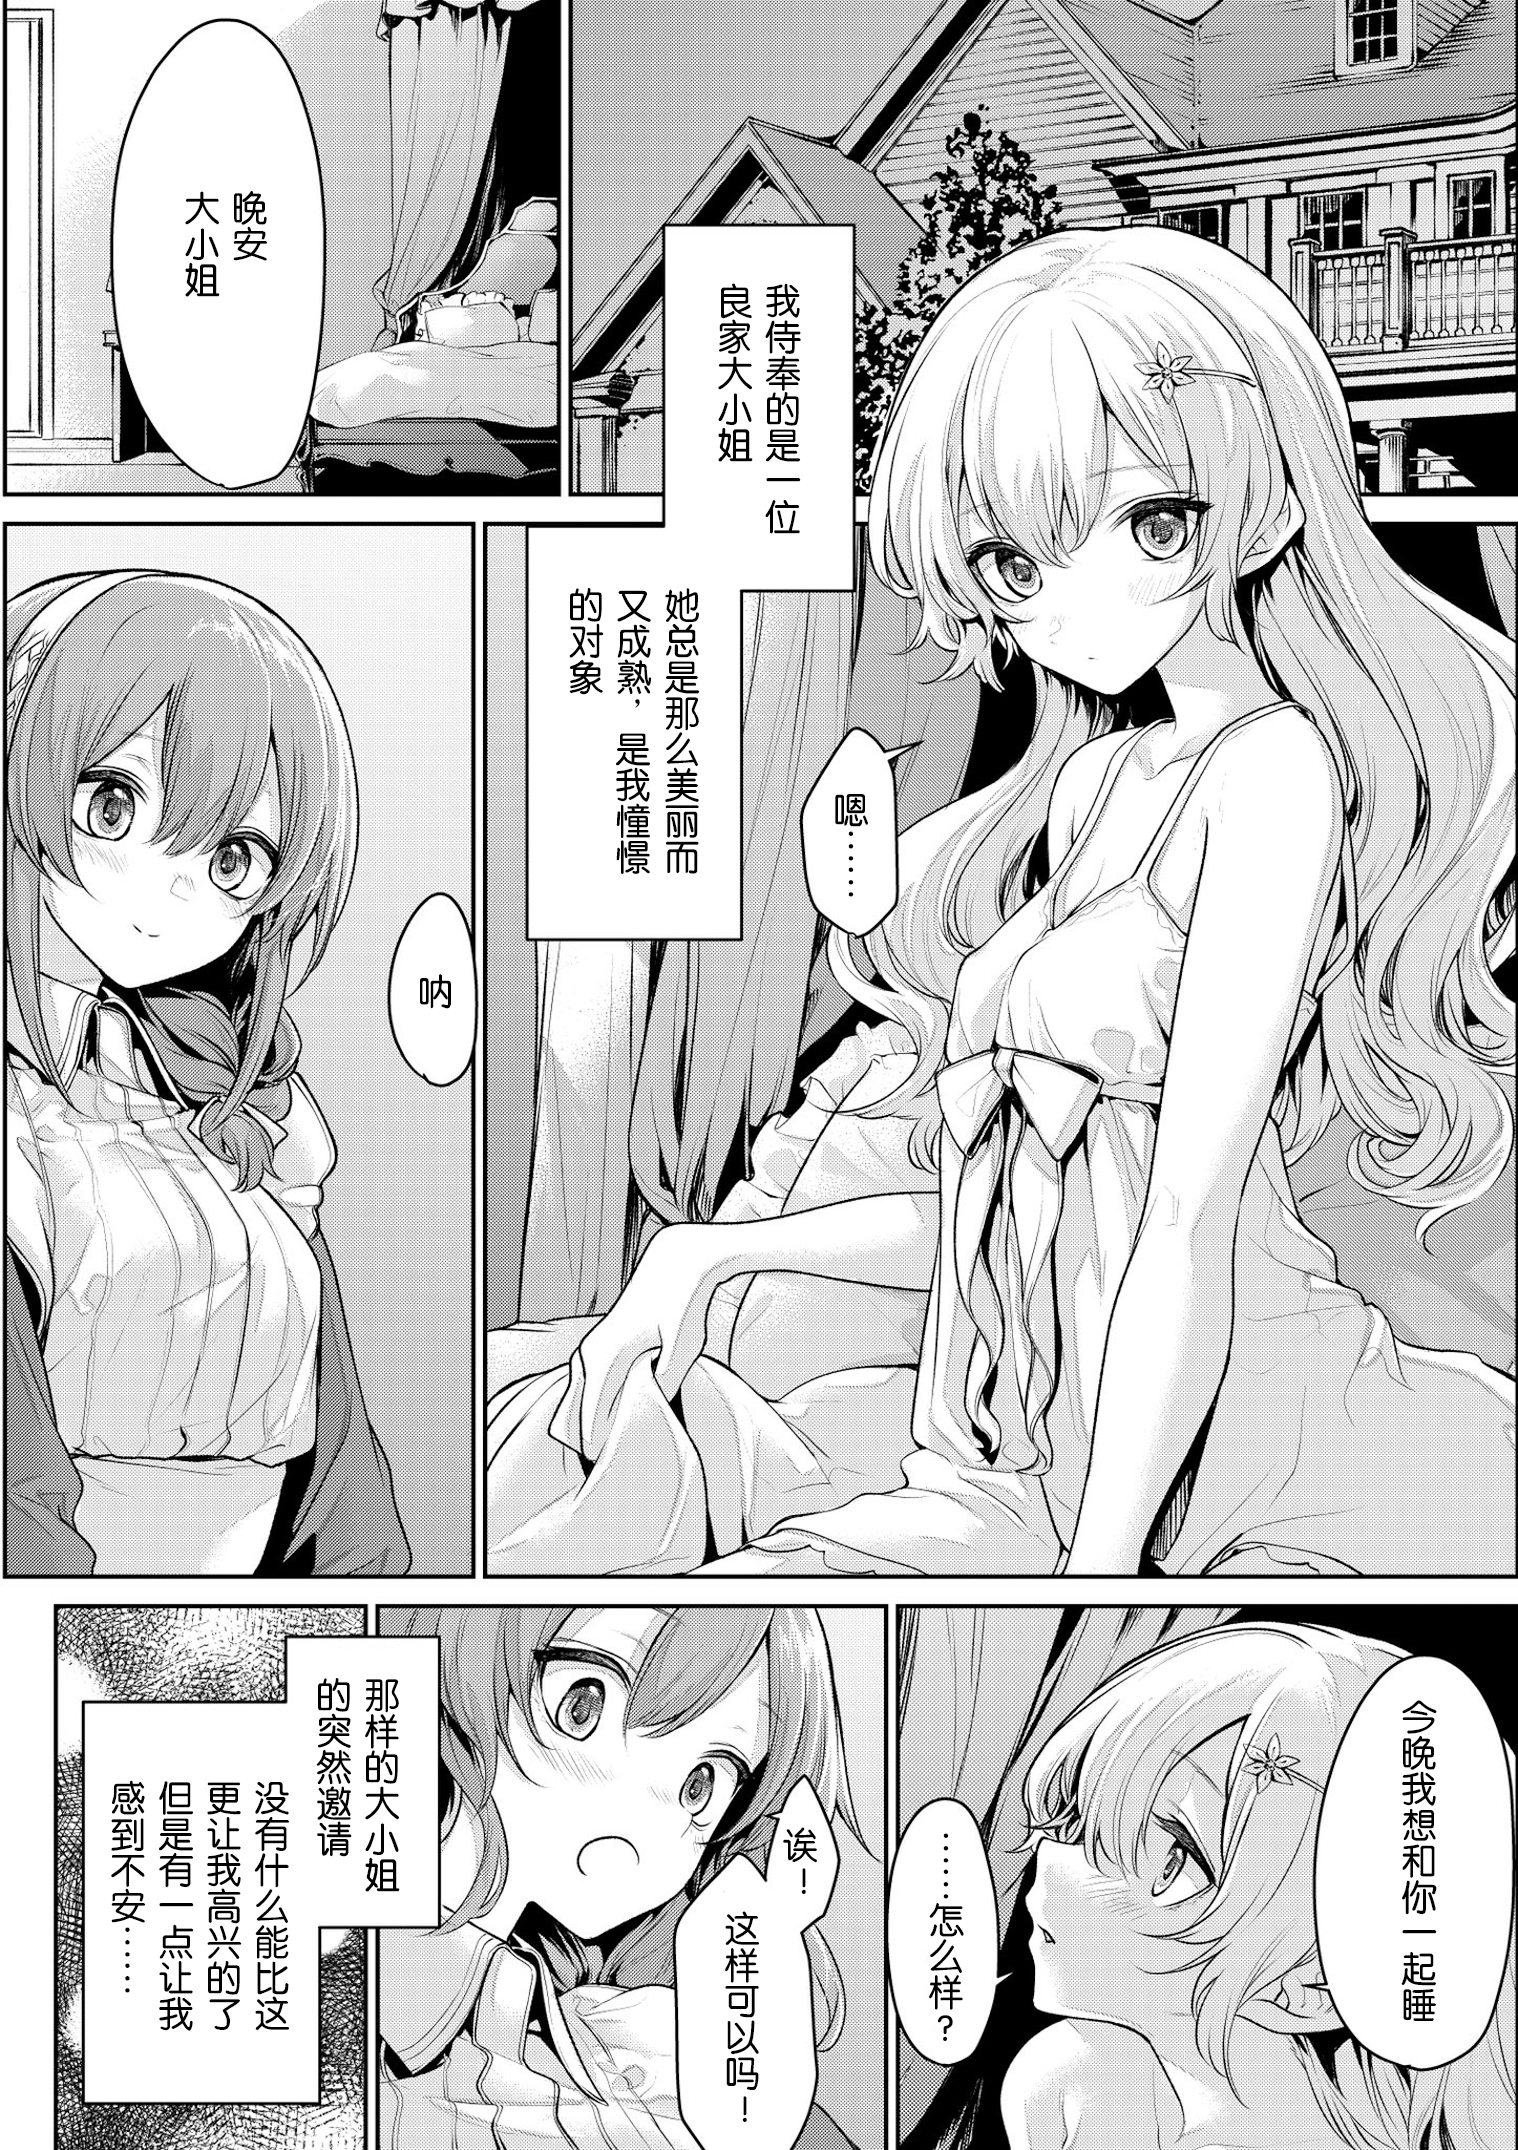 我侍奉的是一位
良家大小姐
晚安
大小姐
她总是那么美丽而
又成熟，是我憧憬
的对象
嗯……
呐
今晚我想和你一起睡
……怎么样？
诶！
这样可以吗！
那样的大小姐
的突然邀请
没有什么能比这
更让我高兴的了
但是有一点让我
感到不安……